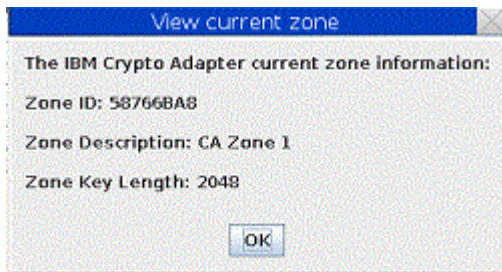 View current zone
The IBM Crypto Adapter current zone information:
Zone ID: 58766BA8
Zone Description: CA Zone 1
Zone Key Length: 2048
OK